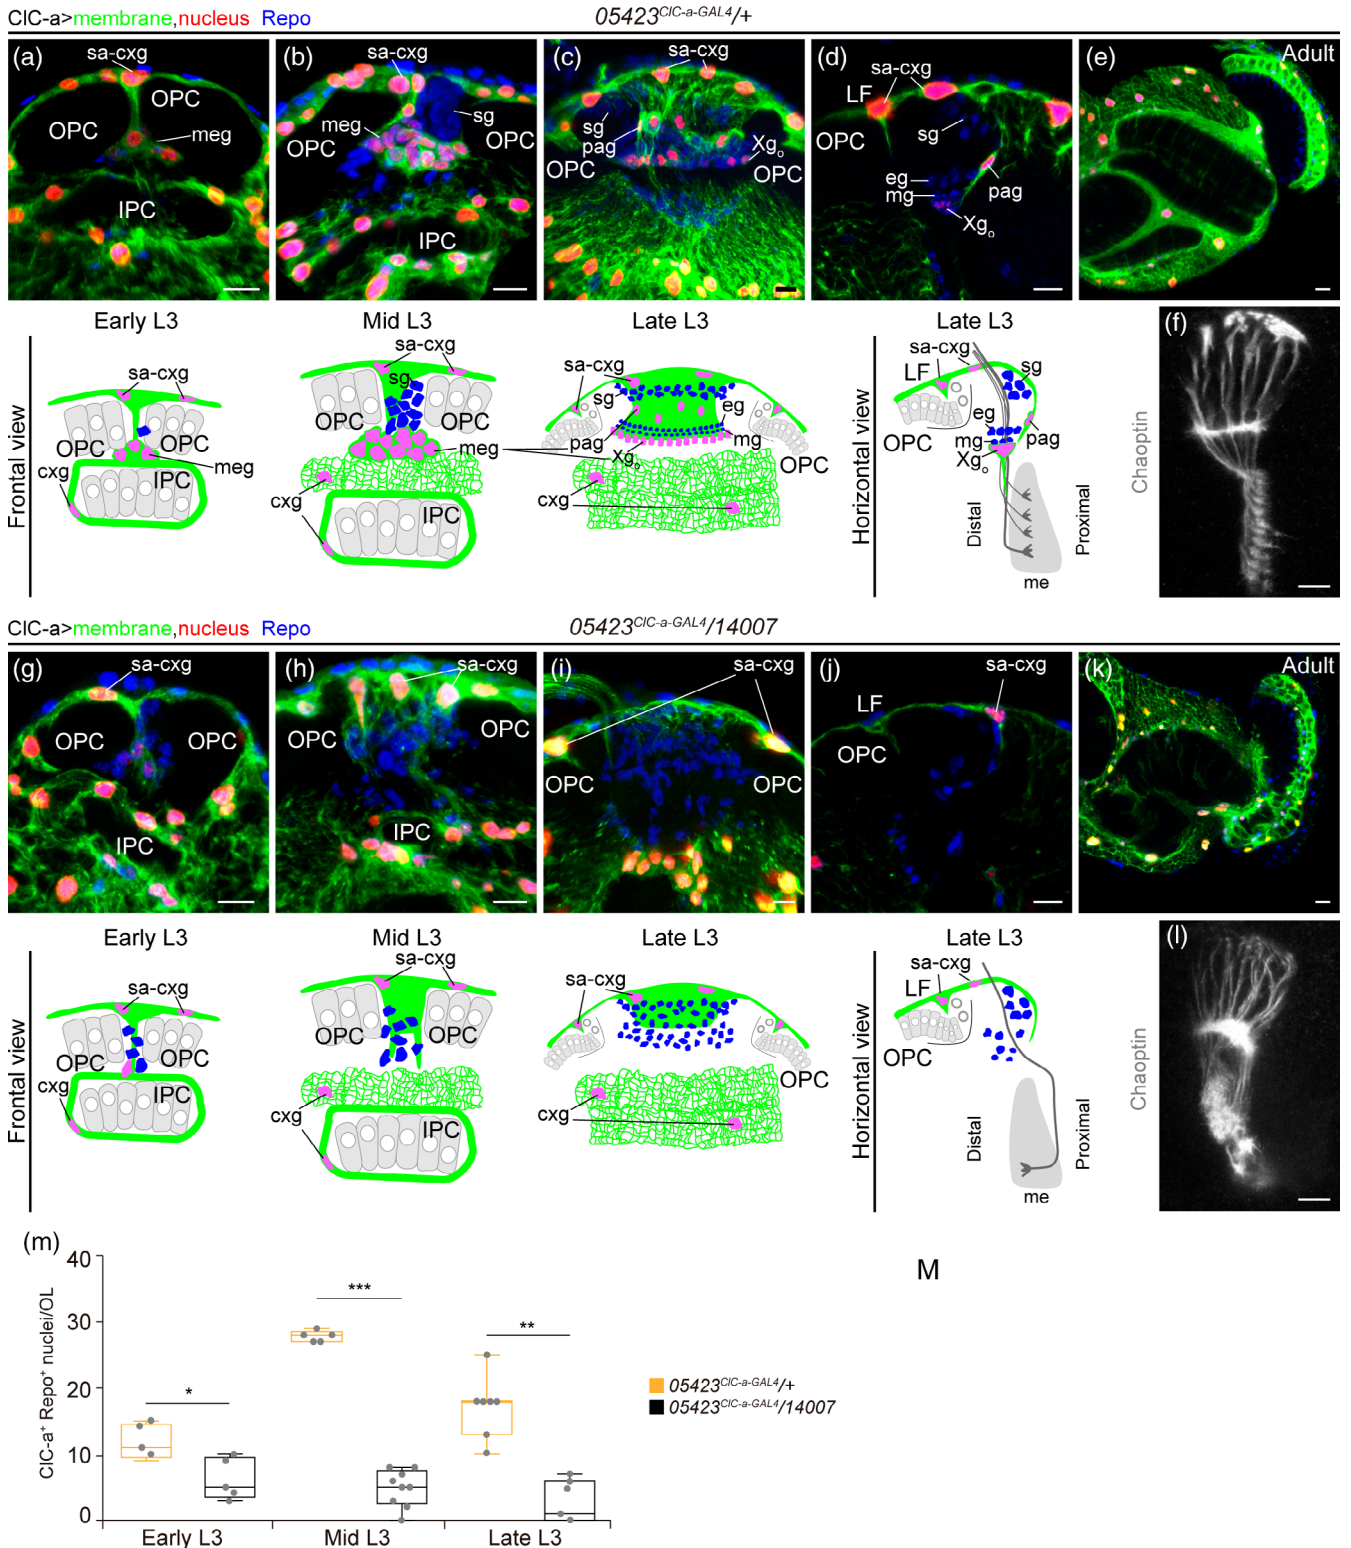 ClC-a>membrane,nucleus Repo
05423ClC-a-GAL4/+
(a)
sa-cxg
OPC
OPC
meg
IPC
(b)
sa-cxg
sg
meg
OPC
OPC
IPC
(c)
sa-cxg
sg
pag
Xgo
OPC
OPC
(d)
sa-cxg
LF
OPC
sg
eg
mg
pag
Xgo
(e)
Adult
Early L3
Mid L3
Late L3
Late L3
(f)
Chaoptin
Frontal view
sa-cxg
OPC
OPC
meg
cxg
IPC
sa-cxg
sg
OPC
OPC
meg
cxg
IPC
sa-cxg
sg
eg
pag
mg
Xgo
OPC
cxg
Horizontal view
sa-cxg
LF
sg
eg
OPC
mg
pag
Xgo
Distal
Proximal
me
ClC-a>membrane,nucleus Repo
05423ClC-a-GAL4/14007
(g)
sa-cxg
OPC
OPC
IPC
(h)
sa-cxg
OPC
OPC
IPC
(i)
sa-cxg
OPC
OPC
(j)
sa-cxg
LF
OPC
(k)
Adult
Early L3
Mid L3
Late L3
Late L3
(l)
Chaoptin
Frontal view
sa-cxg
OPC
OPC
cxg
IPC
sa-cxg
OPC
OPC
cxg
IPC
sa-cxg
OPC
cxg
Horizontal view
sa-cxg
LF
OPC
Distal
Proximal
me
(m)
M
ClC-a+ Repo+ nuclei/OL
40
30
20
10
0
*
***
**
Early L3
Mid L3
Late L3
05423ClC-a-GAL4/+
05423ClC-a-GAL4/14007